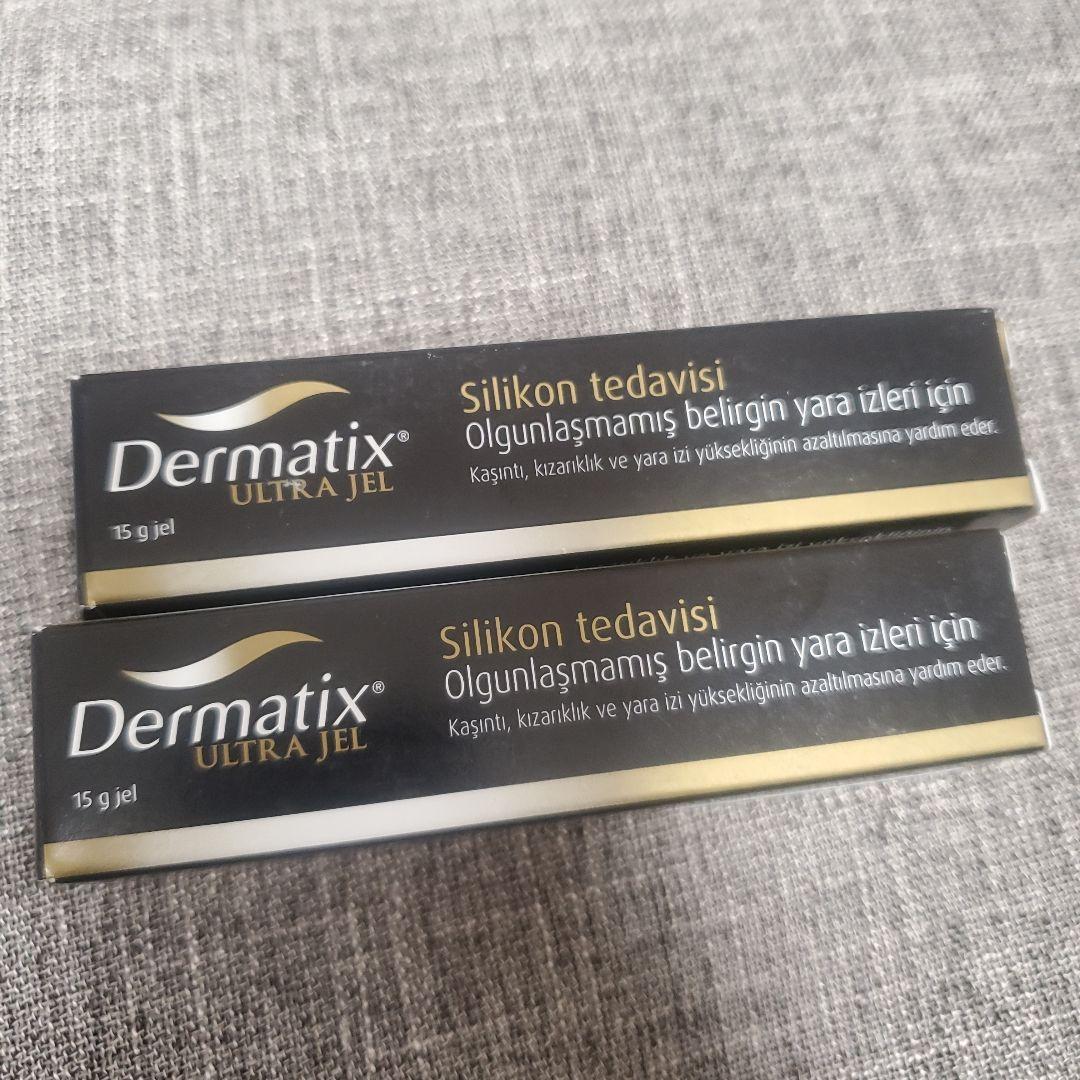 Dermatix®
ULTRA JEL
15 g jel
Silikon tedavisi
Olgunlaşmamış belirgin yara izleri için
Kaşıntı, kızarıklık ve yara izi yüksekliğinin azaltılmasına yardım eder.
Dermatix®
ULTRA JEL
15 g jel
Silikon tedavisi
Olgunlaşmamış belirgin yara izleri için
Kaşıntı, kızarıklık ve yara izi yüksekliğinin azaltılmasına yardım eder.